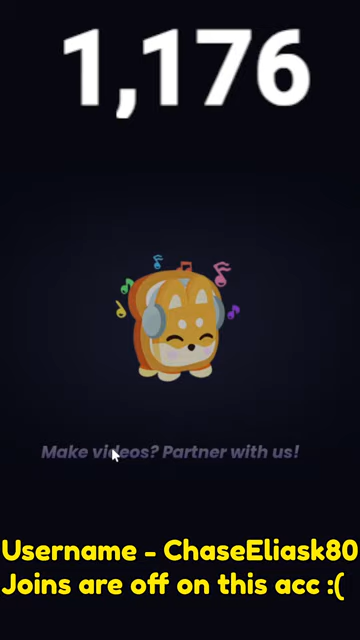 1,176
Make videos? Partner with us!
Username - ChaseEliask80
Joins are off on this acc :(